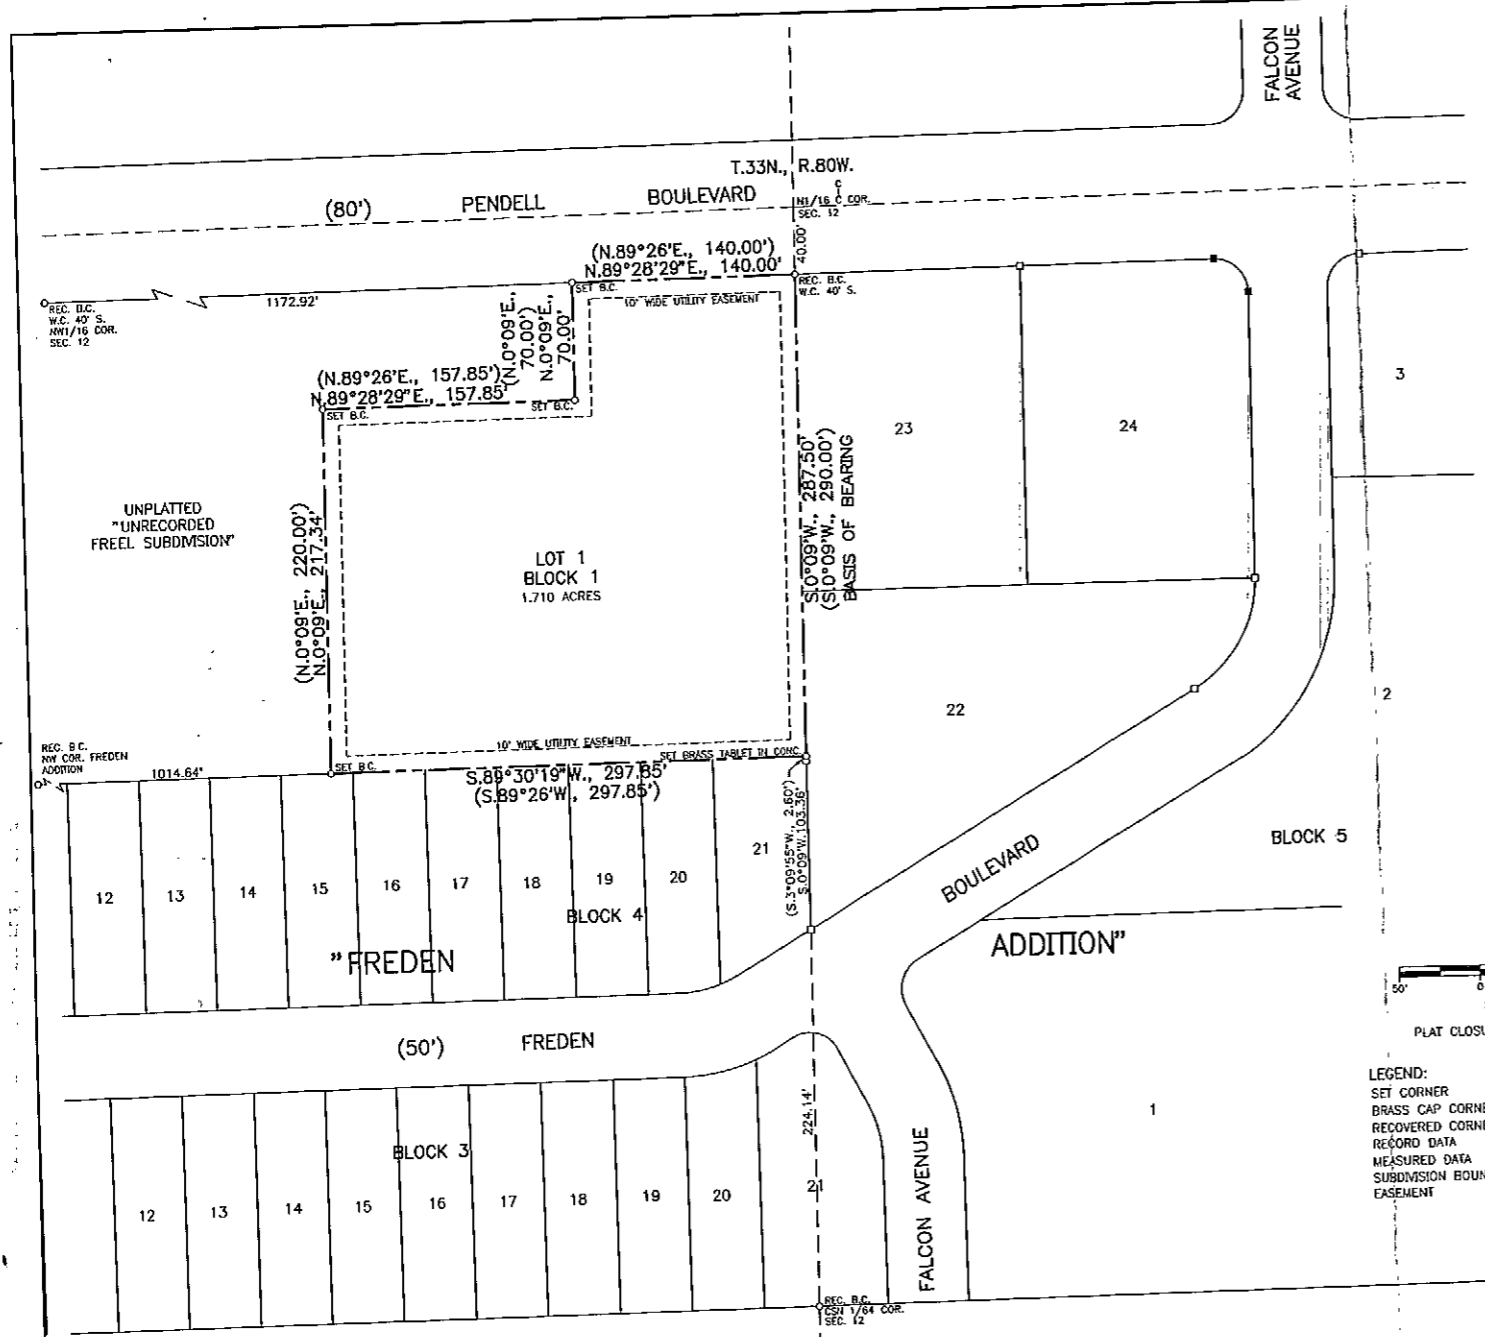 FALCON
AVENUE
T.33N., R.80W.
(80') PENDELL BOULEVARD
C
N1/16 C COR.
SEC. 12
40.00'
(N.89°26'E., 140.00')
N.89°28'29"E., 140.00'
SET B.C.
REC. B.C.
W.C. 40' S.
10' WIDE UTILITY EASEMENT
1172.92'
REC. B.C.
W.C. 40' S.
NW1/16 COR.
SEC. 12
(N.0°09'E.,
70.00')
N.0°09'E.,
70.00'
(N.89°26'E., 157.85')
N.89°28'29"E., 157.85'
SET B.C.
SET B.C.
3
23
24
S.0°09'W., 287.50'
(S.0°09'W., 290.00')
BASIS OF BEARING
UNPLATTED
"UNRECORDED
FREEL SUBDIVISION"
(N.0°09'E., 220.00')
N.0°09'E., 217.34'
LOT 1
BLOCK 1
1.710 ACRES
22
2
10' WIDE UTILITY EASEMENT
SET BRASS TABLET IN CONC.
REC. B.C.
NW COR. FREDEN
ADDITION
1014.64'
SET B.C.
S.89°30'19"W., 297.85'
(S.89°26'W., 297.85')
(S.3°09'55"W., 2.60')
S.0°09'W. 103.36'
BLOCK 5
BOULEVARD
12 13 14 15 16 17 18 19 20 21
BLOCK 4
"FREDEN ADDITION"
50' 0
PLAT CLOSU
(50') FREDEN
LEGEND:
SET CORNER
BRASS CAP CORNE
RECOVERED CORNE
RECORD DATA
MEASURED DATA
SUBDIVISION BOUN
EASEMENT
1
224.14'
BLOCK 3
12 13 14 15 16 17 18 19 20 21
FALCON AVENUE
REC. B.C.
CSN 1/64 COR.
SEC. 12